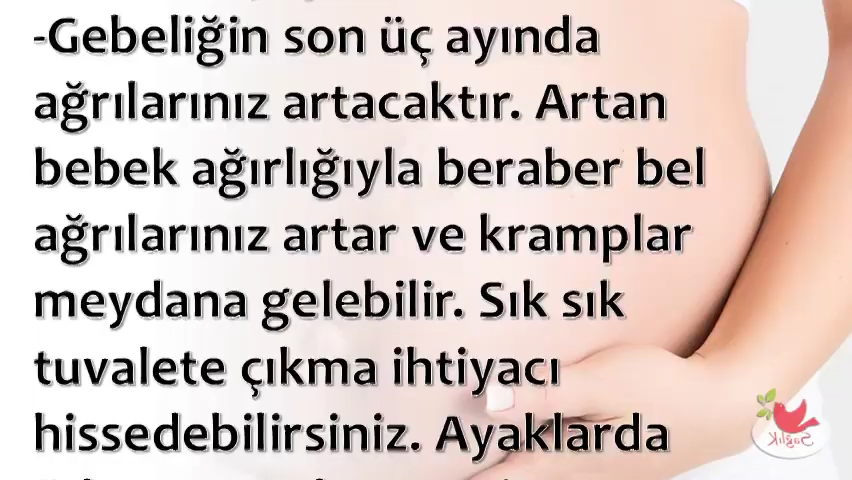 -Gebeliğin son üç ayında
ağrılarınız artacaktır. Artan
bebek ağırlığıyla beraber bel
ağrılarınız artar ve kramplar
meydana gelebilir. Sık sık
tuvalete çıkma ihtiyacı
hissedebilirsiniz. Ayaklarda
Sağlık